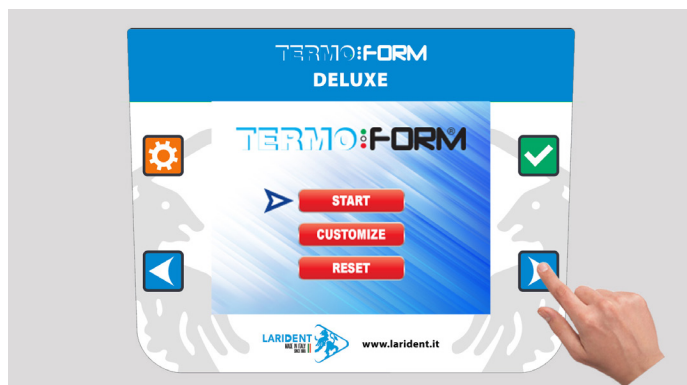 TERMO:FORM
DELUXE
TERMO:FORM®
START
CUSTOMIZE
RESET
LARIDENT
MADE IN ITALY
www.larident.it